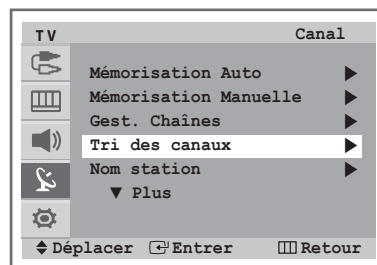 TV Canal
Mémorisation Auto
Mémorisation Manuelle
Gest. Chaînes
Tri des canaux
Nom station
▼ Plus
Déplacer Entrer Retour